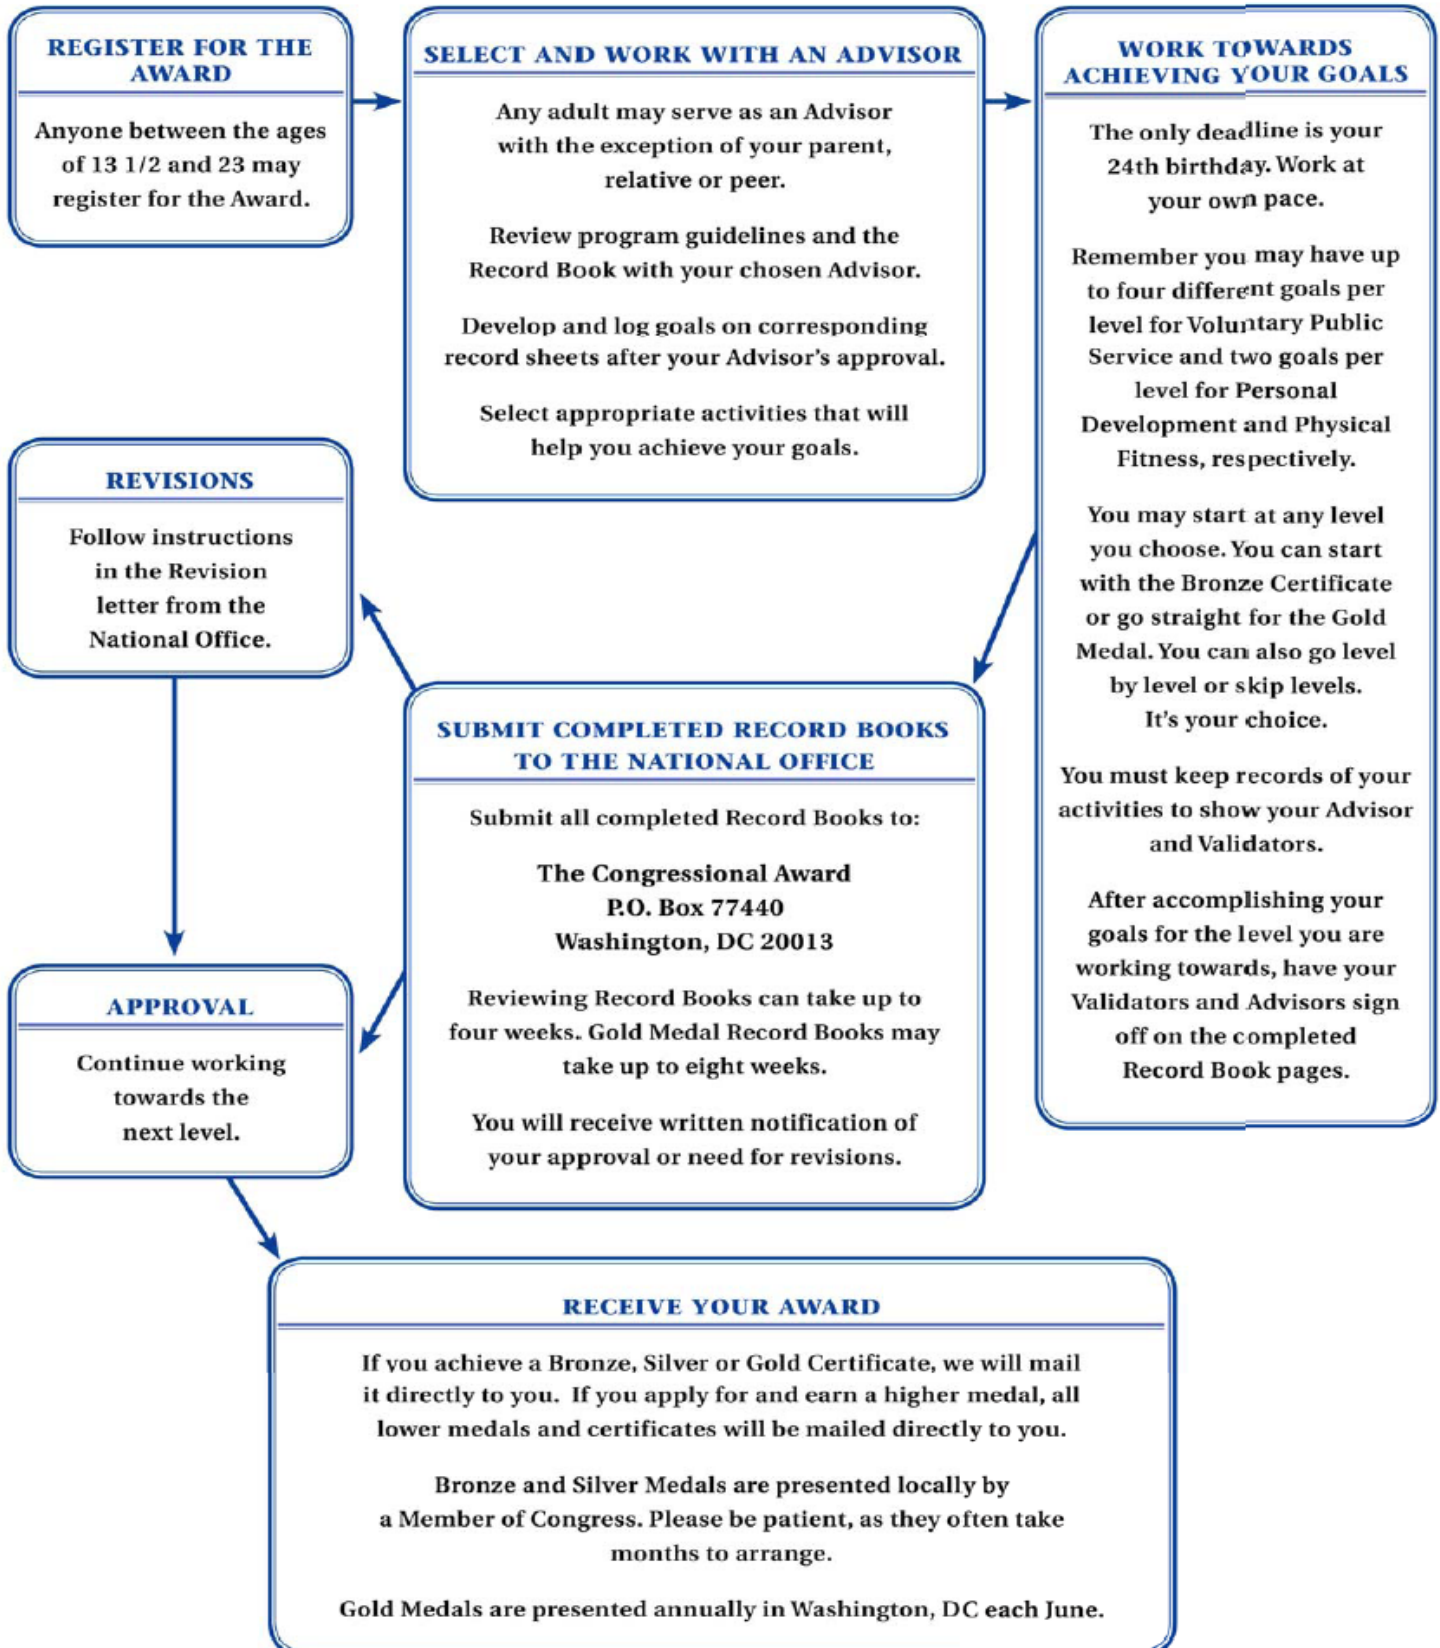 REGISTER FOR THE
AWARD
Anyone between the ages
of 13 1/2 and 23 may
register for the Award.
SELECT AND WORK WITH AN ADVISOR
Any adult may serve as an Advisor
with the exception of your parent,
relative or peer.
Review program guidelines and the
Record Book with your chosen Advisor.
Develop and log goals on corresponding
record sheets after your Advisor's approval.
Select appropriate activities that will
help you achieve your goals.
WORK TOWARDS
ACHIEVING YOUR GOALS
The only deadline is your
24th birthday. Work at
your own pace.
Remember you may have up
to four different goals per
level for Voluntary Public
Service and two goals per
level for Personal
Development and Physical
Fitness, respectively.
You may start at any level
you choose. You can start
with the Bronze Certificate
or go straight for the Gold
Medal. You can also go level
by level or skip levels.
It's your choice.
You must keep records of your
activities to show your Advisor
and Validators.
After accomplishing your
goals for the level you are
working towards, have your
Validators and Advisors sign
off on the completed
Record Book pages.
SUBMIT COMPLETED RECORD BOOKS
TO THE NATIONAL OFFICE
Submit all completed Record Books to:
The Congressional Award
P.O. Box 77440
Washington, DC 20013
Reviewing Record Books can take up to
four weeks. Gold Medal Record Books may
take up to eight weeks.
You will receive written notification of
your approval or need for revisions.
REVISIONS
Follow instructions
in the Revision
letter from the
National Office.
APPROVAL
Continue working
towards the
next level.
RECEIVE YOUR AWARD
If you achieve a Bronze, Silver or Gold Certificate, we will mail
it directly to you. If you apply for and earn a higher medal, all
lower medals and certificates will be mailed directly to you.
Bronze and Silver Medals are presented locally by
a Member of Congress. Please be patient, as they often take
months to arrange.
Gold Medals are presented annually in Washington, DC each June.